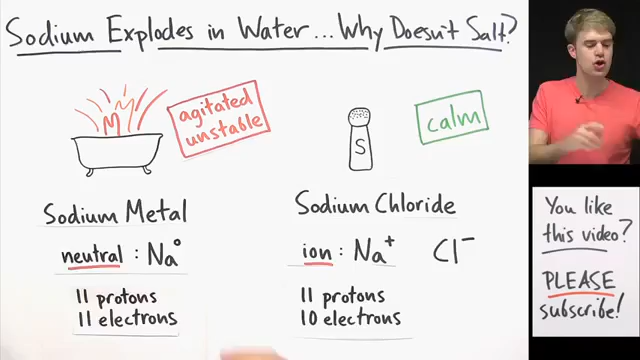 Sodium Explodes in Water... Why Doesn't Salt?
agitated
unstable
S
calm
Sodium Metal
neutral : Na°
11 protons
11 electrons
Sodium Chloride
ion : Na⁺ Cl⁻
11 protons
10 electrons
You like
this video?
PLEASE
subscribe!